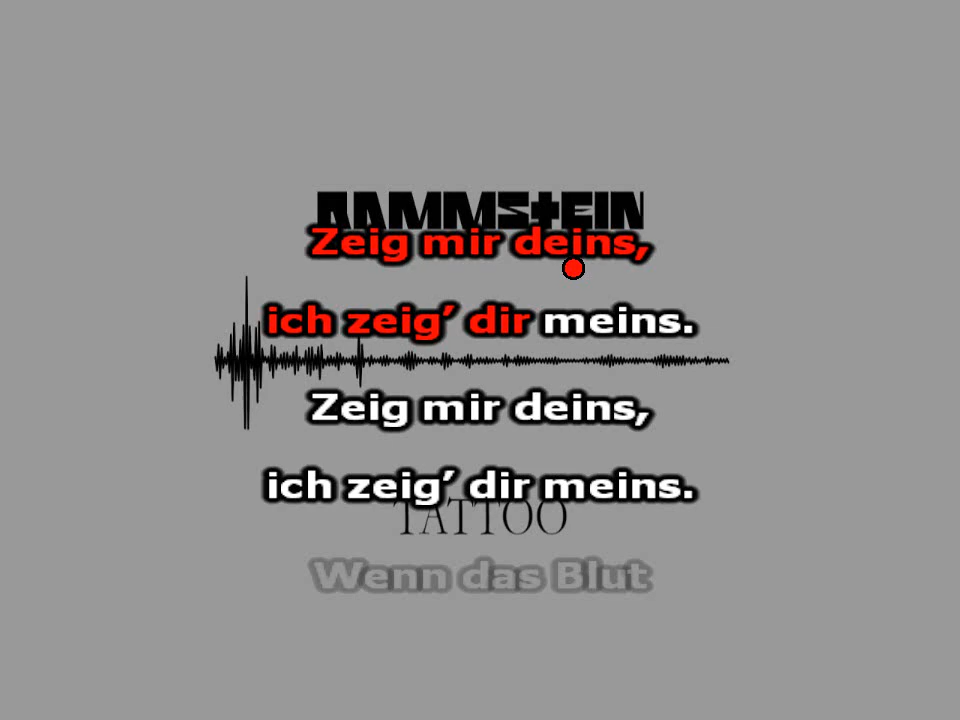 RAMMSTEIN
Zeig mir deins,
ich zeig’ dir meins.
Zeig mir deins,
ich zeig’ dir meins.
TATTOO
Wenn das Blut